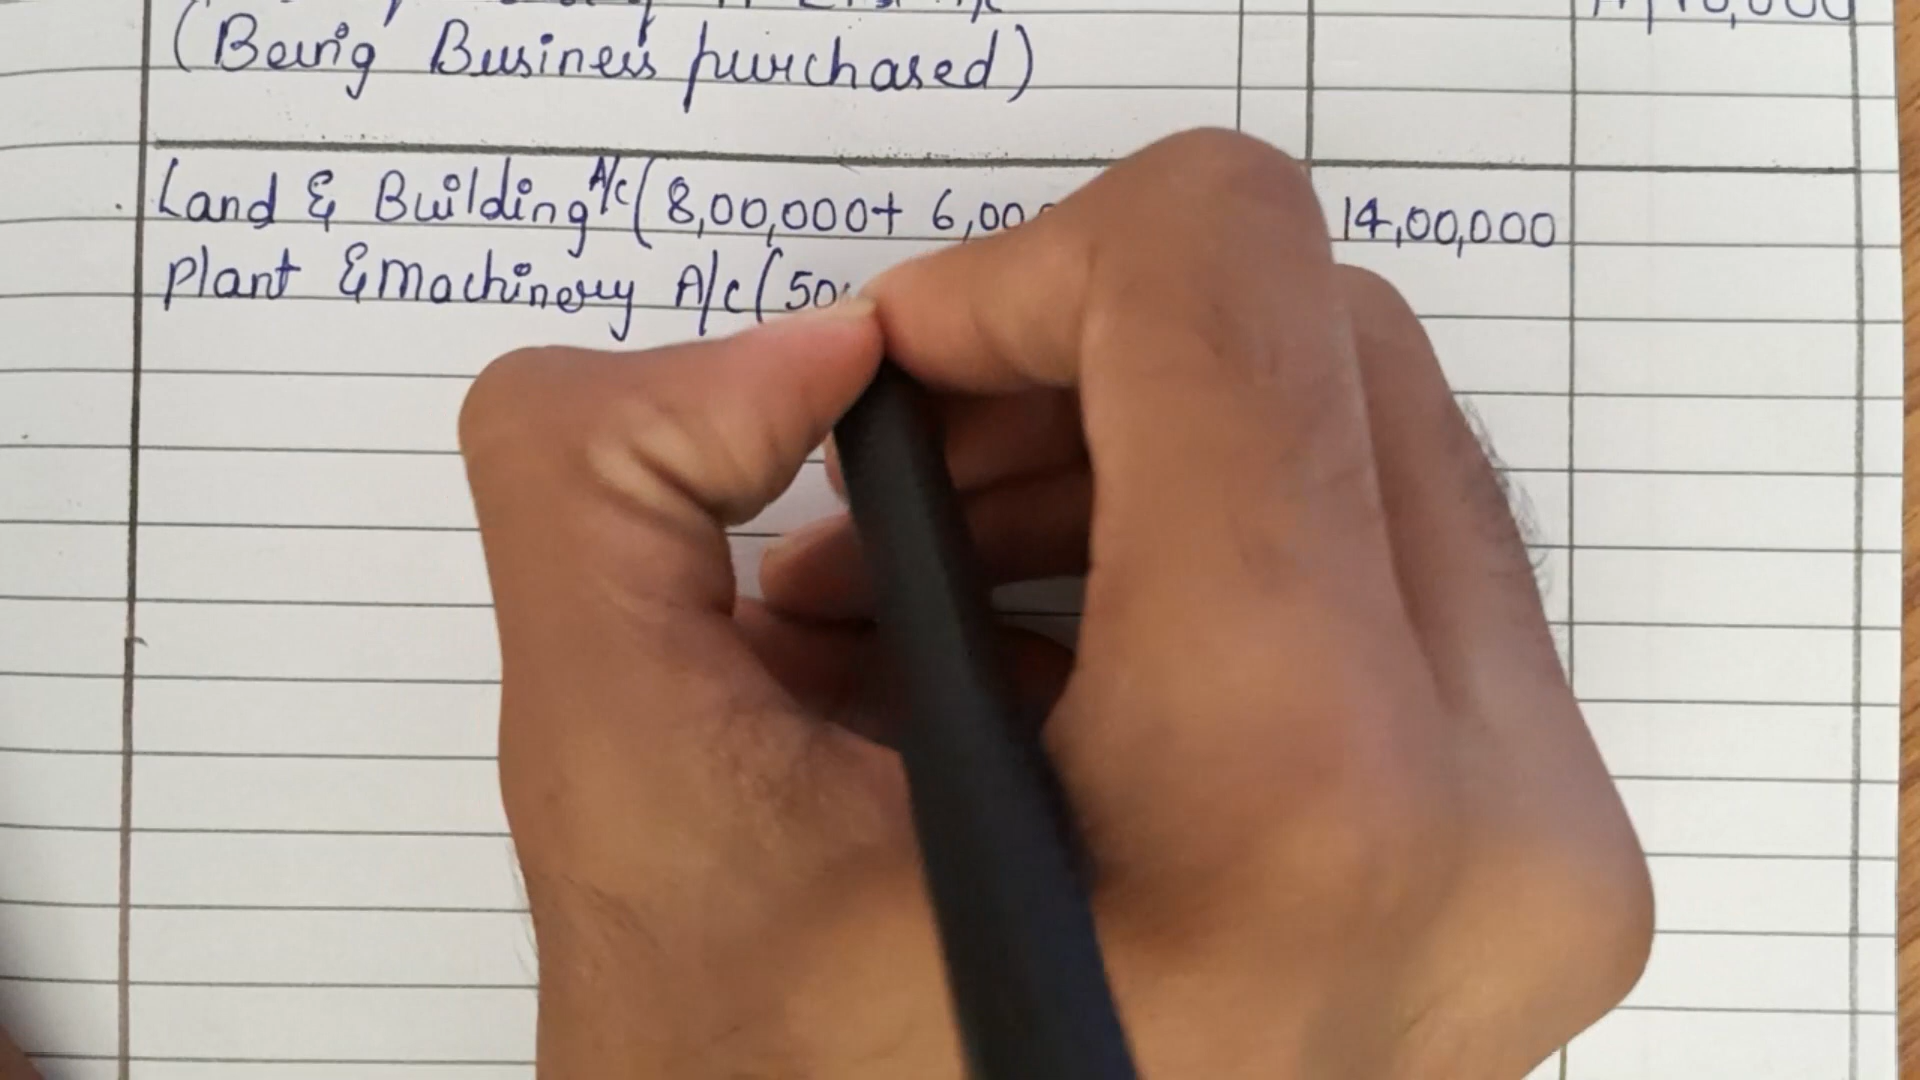 (Being Business purchased)
Land & Building A/c (8,00,000+ 6,00 14,00,000
Plant & Machinery A/c (50